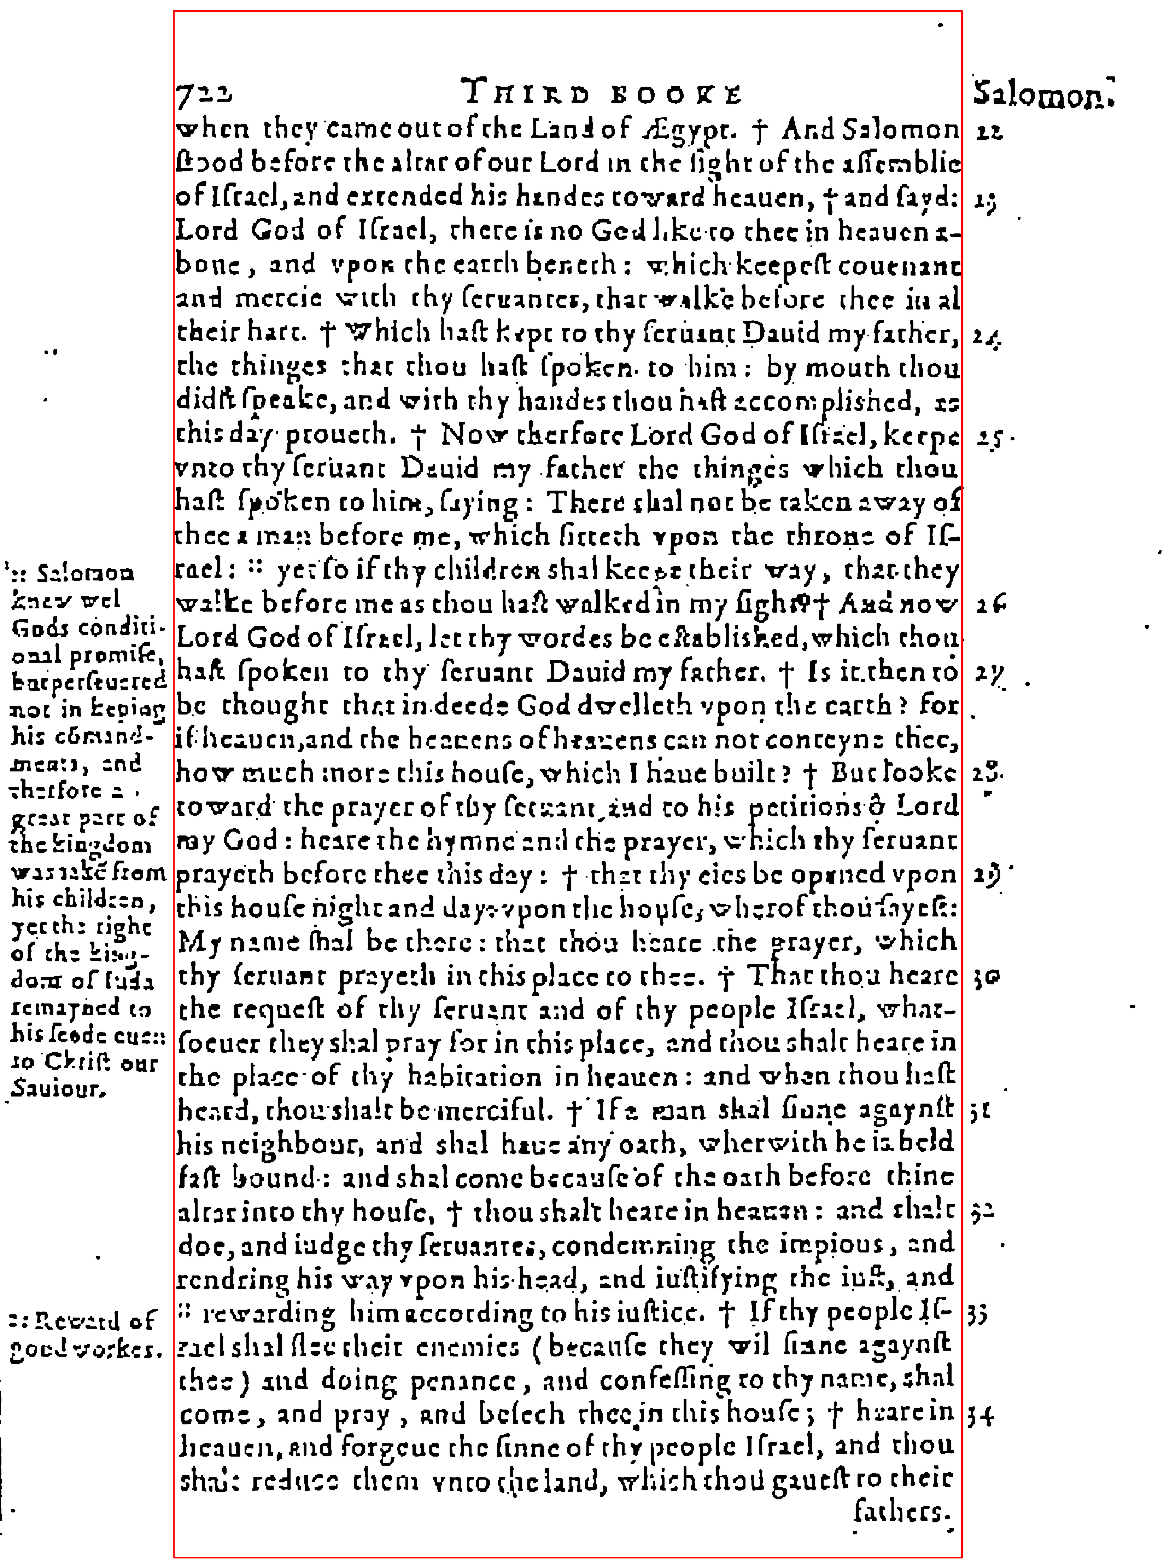 722 THIRD BOOKE Salomon.
when they came out of the Land of Ægypt. † And Salomon 22
ſtood before the altar of our Lord in the ſight of the aſſemblie
of Iſrael, and extended his handes toward heauen, † and ſayd: 23
Lord God of Iſrael, there is no God like to thee in heauen a-
boue, and vpon the earth beneth: which keepeſt couenant
and mercie with thy ſeruantes, that walke before thee in al
their hart. † Which haſt kept to thy ſeruant Dauid my father, 24
the thinges that thou haſt ſpoken to him: by mouth thou
didſt ſpeake, and with thy handes thou haſt accomplished, as
this day proueth. † Now therfore Lord God of Iſrael, keepe 25
vnto thy ſeruant Dauid my father the thinges which thou
haſt ſpoken to him, ſaying: There shal not be taken away of
thee a man before me, which ſitteth vpon the throne of Iſ-
rael: :: yet ſo if thy children shal keepe their way, that they
walke before me as thou haſt walked in my ſight. † And now 26
Lord God of Iſrael, let thy wordes be eſtablished, which thou
haſt ſpoken to thy ſeruant Dauid my father. † Is it then to 27
be thought that in deede God dwelleth vpon the earth? for
if heauen, and the heauens of heauens can not conteyne thee,
how much more this houſe, which I haue built? † But looke 28
toward the prayer of thy ſeruant, and to his petitions ô Lord
my God: heare the hymne and the prayer, which thy ſeruant
prayeth before thee this day: † that thy eies be opened vpon 29
this houſe night and day: vpon the houſe, wherof thou ſayeſt:
My name ſhal be there: that thou heare the prayer, which
thy ſeruant prayeth in this place to thee. † That thou heare 30
the requeſt of thy ſeruant and of thy people Iſrael, what-
ſoeuer they shal pray for in this place, and thou shalt heare in
the place of thy habitation in heauen: and when thou haſt
heard, thou shalt be merciful. † If a man shal ſinne agaynſt 31
his neighbour, and shal haue any oath, wherwith he is held
faſt bound: and shal come becauſe of the oath before thine
altar into thy houſe, † thou shalt heare in heauen: and shalt 32
doe, and iudge thy ſeruantes, condemning the impious, and
rendring his way vpon his head, and iuſtifying the iuſt, and
:: rewarding him according to his iuſtice. † If thy people Iſ- 33
rael shal flee their enemies (becauſe they wil ſinne agaynſt
thee) and doing penance, and confeſſing to thy name, shal
come, and pray, and beſech thee in this houſe; † heare in 34
heauen, and forgeue the ſinne of thy people Iſrael, and thou
shalt reduce them vnto the land, which thou gaueſt to their
fathers.
:: Salomon
knew wel
Gods conditi-
onal promiſe,
but perſeuered
not in keping
his cōmand-
ments, and
therfore a
great part of
the kingdom
was takē from
his children,
yet the right
of the king-
dom of Iuda
remayned to
his ſeede euen
to Chriſt our
Sauiour.
:: Reward of
good workes.